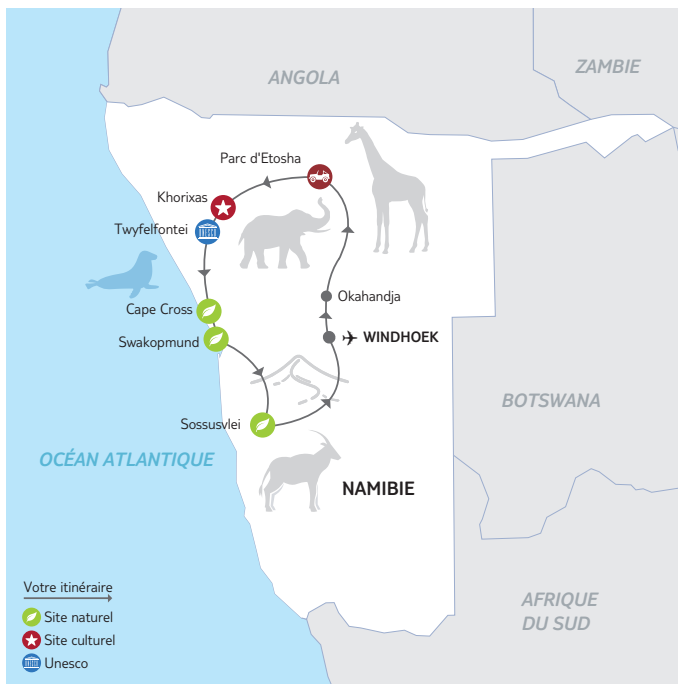 ANGOLA
ZAMBIE
Parc d'Etosha
Khorixas
Twyfelfontei
Cape Cross
Swakopmund
Okahandja
WINDHOEK
Sossusvlei
BOTSWANA
OCÉAN ATLANTIQUE
NAMIBIE
AFRIQUE
DU SUD
Votre itinéraire
Site naturel
Site culturel
Unesco